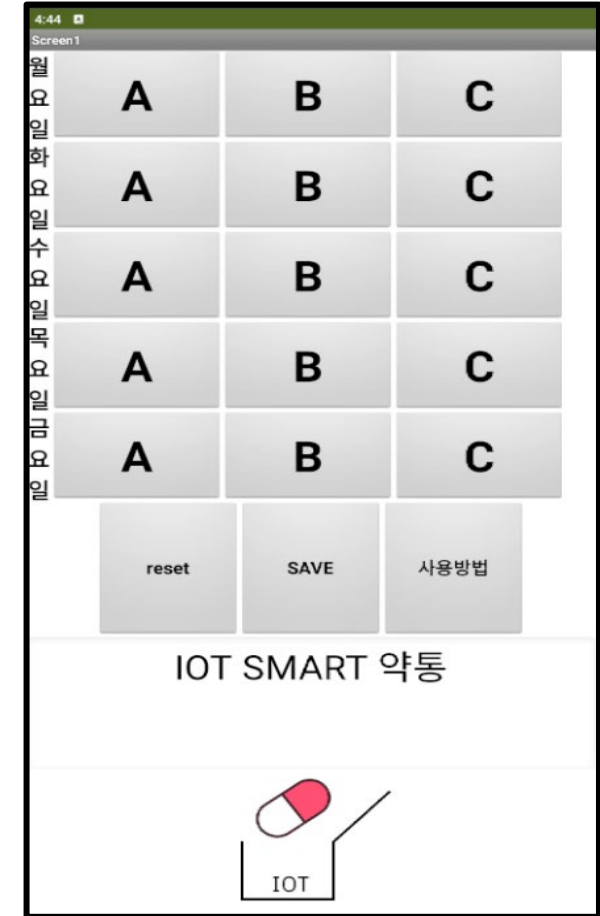 4:44 A
Screen1
월요일 A B C
화요일 A B C
수요일 A B C
목요일 A B C
금요일 A B C
reset SAVE 사용방법
IOT SMART 약통
IOT